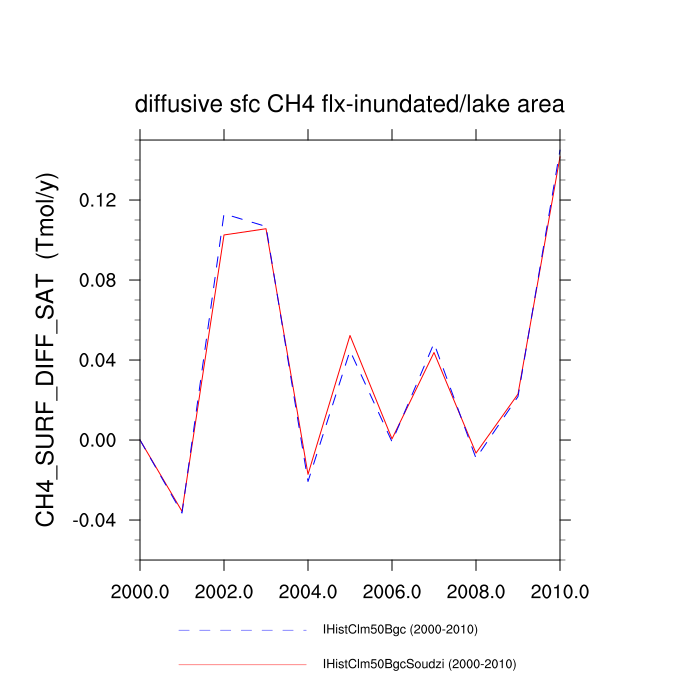 diffusive sfc CH4 flx-inundated/lake area
CH4_SURF_DIFF_SAT (Tmol/y)
0.12
0.08
0.04
0.00
-0.04
2000.0 2002.0 2004.0 2006.0 2008.0 2010.0
IHistClm50Bgc (2000-2010)
IHistClm50BgcSoudzi (2000-2010)